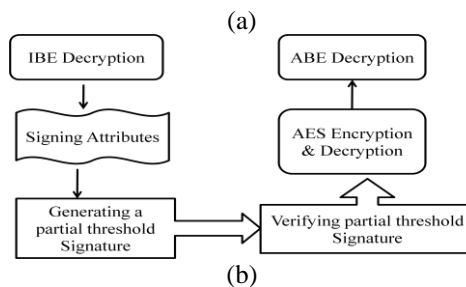 (a)
IBE Decryption
ABE Decryption
Signing Attributes
AES Encryption
& Decryption
Generating a
partial threshold
Signature
Verifying partial threshold
Signature
(b)